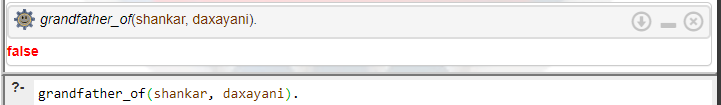 grandfather_of(shankar, daxayani).
false
?- grandfather_of(shankar, daxayani).